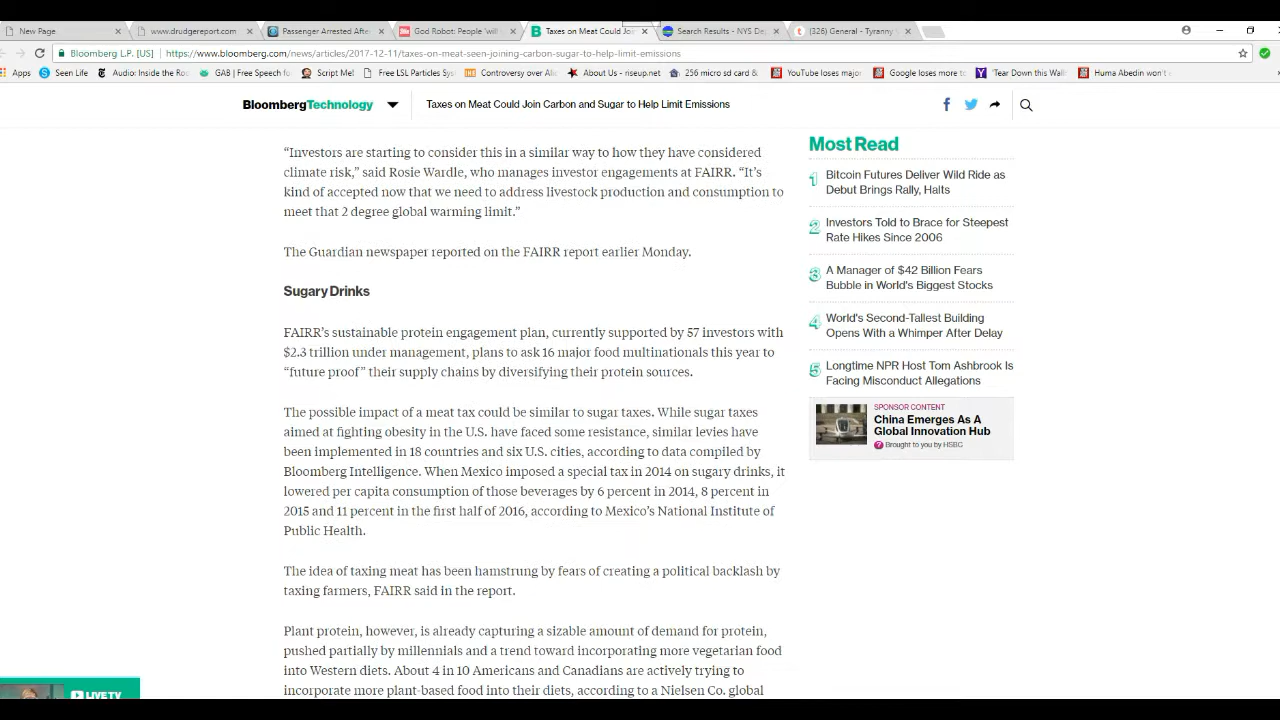 New Page
www.drudgereport.com
Passenger Arrested Afte
God Robot: People 'will
Taxes on Meat Could Jo
Search Results - NYS De
(326) General - Tyranny
Bloomberg L.P. [US]
https://www.bloomberg.com/news/articles/2017-12-11/taxes-on-meat-seen-joining-carbon-sugar-to-help-limit-emissions
Apps
Seen Life
Audio: Inside the Ro
GAB | Free Speech fo
Script Me!
Free LSL Particles Sys
Controversy over Ali
About Us - riseup.net
256 micro sd card &
YouTube loses major
Google loses more to
'Tear Down this Wall
Huma Abedin won't
BloombergTechnology
Taxes on Meat Could Join Carbon and Sugar to Help Limit Emissions
“Investors are starting to consider this in a similar way to how they have considered
climate risk,” said Rosie Wardle, who manages investor engagements at FAIRR. “It’s
kind of accepted now that we need to address livestock production and consumption to
meet that 2 degree global warming limit.”
The Guardian newspaper reported on the FAIRR report earlier Monday.
Sugary Drinks
FAIRR’s sustainable protein engagement plan, currently supported by 57 investors with
$2.3 trillion under management, plans to ask 16 major food multinationals this year to
“future proof” their supply chains by diversifying their protein sources.
The possible impact of a meat tax could be similar to sugar taxes. While sugar taxes
aimed at fighting obesity in the U.S. have faced some resistance, similar levies have
been implemented in 18 countries and six U.S. cities, according to data compiled by
Bloomberg Intelligence. When Mexico imposed a special tax in 2014 on sugary drinks, it
lowered per capita consumption of those beverages by 6 percent in 2014, 8 percent in
2015 and 11 percent in the first half of 2016, according to Mexico’s National Institute of
Public Health.
The idea of taxing meat has been hamstrung by fears of creating a political backlash by
taxing farmers, FAIRR said in the report.
Plant protein, however, is already capturing a sizable amount of demand for protein,
pushed partially by millennials and a trend toward incorporating more vegetarian food
into Western diets. About 4 in 10 Americans and Canadians are actively trying to
incorporate more plant-based food into their diets, according to a Nielsen Co. global
Most Read
1 Bitcoin Futures Deliver Wild Ride as
Debut Brings Rally, Halts
2 Investors Told to Brace for Steepest
Rate Hikes Since 2006
3 A Manager of $42 Billion Fears
Bubble in World's Biggest Stocks
4 World's Second-Tallest Building
Opens With a Whimper After Delay
5 Longtime NPR Host Tom Ashbrook Is
Facing Misconduct Allegations
SPONSOR CONTENT
China Emerges As A
Global Innovation Hub
Brought to you by HSBC
LIVE TV